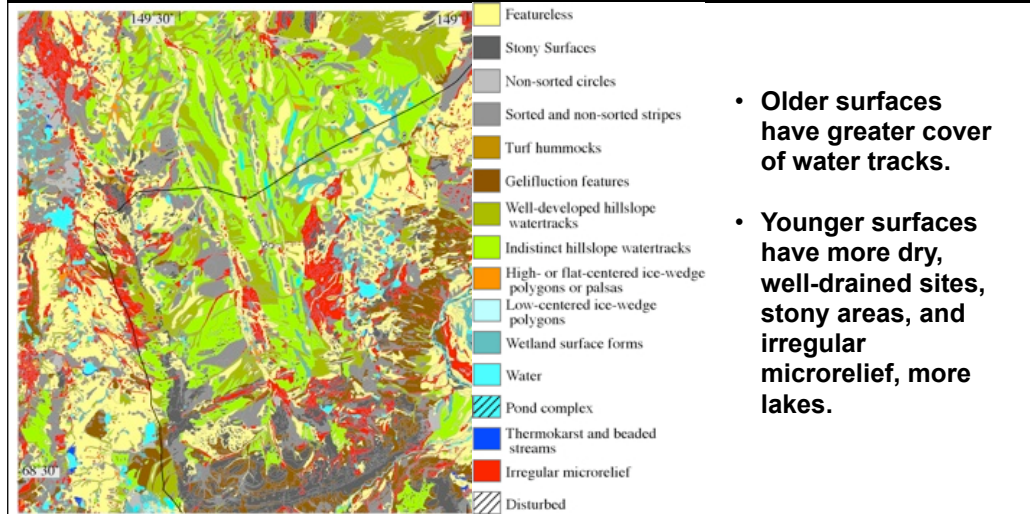 149°30'
149°
68°30'
Featureless
Stony Surfaces
Non-sorted circles
Sorted and non-sorted stripes
Turf hummocks
Gelifluction features
Well-developed hillslope
watertracks
Indistinct hillslope watertracks
High- or flat-centered ice-wedge
polygons or palsas
Low-centered ice-wedge
polygons
Wetland surface forms
Water
Pond complex
Thermokarst and beaded
streams
Irregular microrelief
Disturbed
• Older surfaces
have greater cover
of water tracks.
• Younger surfaces
have more dry,
well-drained sites,
stony areas, and
irregular
microrelief, more
lakes.